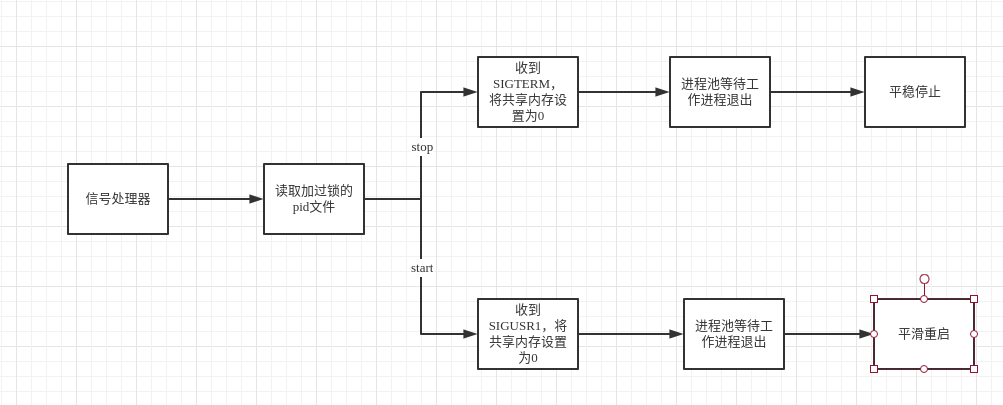 信号处理器
读取加过锁的
pid文件
stop
收到
SIGTERM，
将共享内存设
置为0
进程池等待工
作进程退出
平稳停止
start
收到
SIGUSR1，将
共享内存设置
为0
进程池等待工
作进程退出
平滑重启